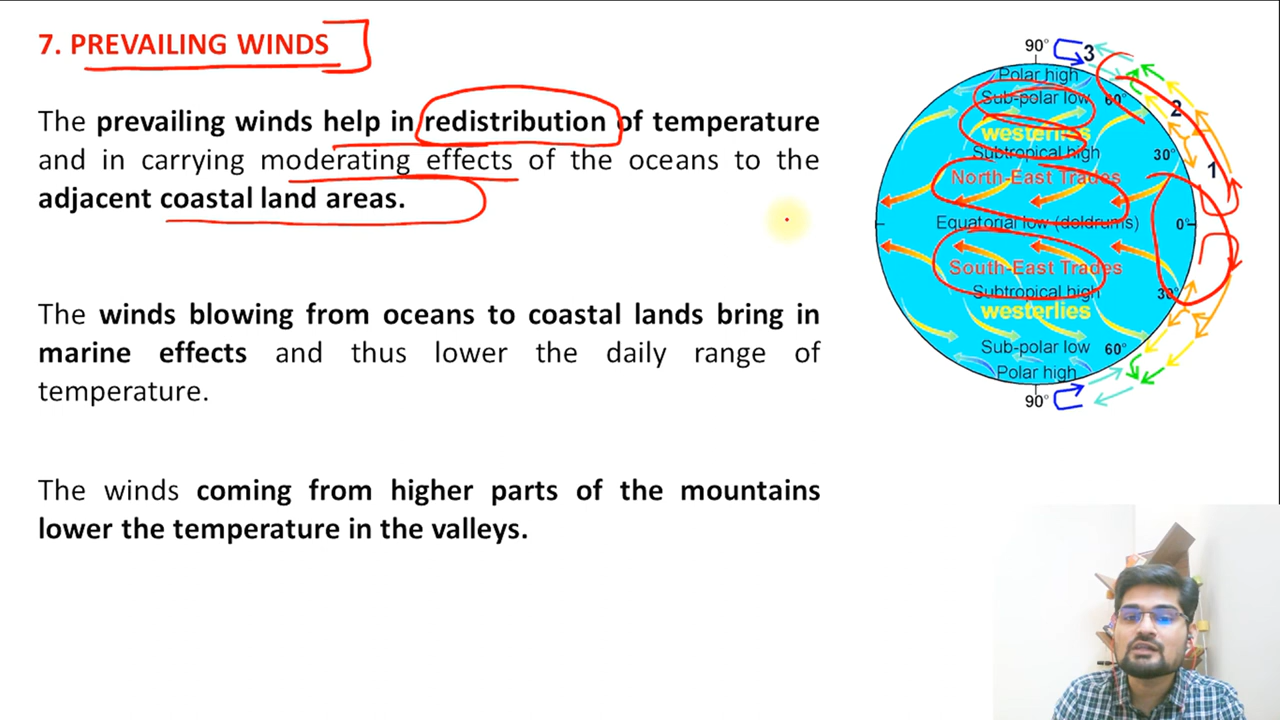 7. PREVAILING WINDS
The prevailing winds help in redistribution of temperature
and in carrying moderating effects of the oceans to the
adjacent coastal land areas.
The winds blowing from oceans to coastal lands bring in
marine effects and thus lower the daily range of
temperature.
The winds coming from higher parts of the mountains
lower the temperature in the valleys.
90°
3
Polar high
Sub-polar low 60°
2
westerlies
Subtropical high 30°
1
North-East Trades
Equatorial low (doldrums) 0°
South-East Trades
Subtropical high 30°
westerlies
Sub-polar low 60°
Polar high
90°